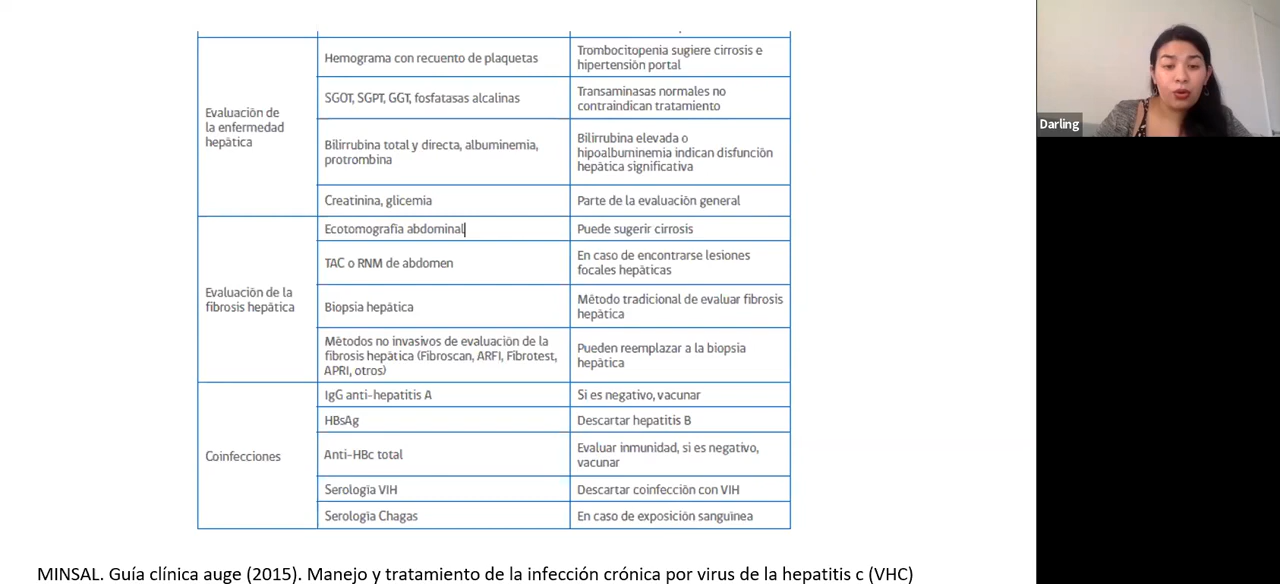 Evaluación de
la enfermedad
hepática
Hemograma con recuento de plaquetas
Trombocitopenia sugiere cirrosis e
hipertensión portal
SGOT, SGPT, GGT, fosfatasas alcalinas
Transaminasas normales no
contraindican tratamiento
Bilirrubina total y directa, albuminemia,
protrombina
Bilirrubina elevada o
hipoalbuminemia indican disfunción
hepática significativa
Creatinina, glicemia
Parte de la evaluación general
Evaluación de la
fibrosis hepática
Ecotomografía abdominal
Puede sugerir cirrosis
TAC o RNM de abdomen
En caso de encontrarse lesiones
focales hepáticas
Biopsia hepática
Método tradicional de evaluar fibrosis
hepática
Métodos no invasivos de evaluación de la
fibrosis hepática (Fibroscan, ARFI, Fibrotest,
APRI, otros)
Pueden reemplazar a la biopsia
hepática
Coinfecciones
IgG anti-hepatitis A
Si es negativo, vacunar
HBsAg
Descartar hepatitis B
Anti-HBc total
Evaluar inmunidad, si es negativo,
vacunar
Serología VIH
Descartar coinfección con VIH
Serología Chagas
En caso de exposición sanguínea
MINSAL. Guía clínica auge (2015). Manejo y tratamiento de la infección crónica por virus de la hepatitis c (VHC)
Darling